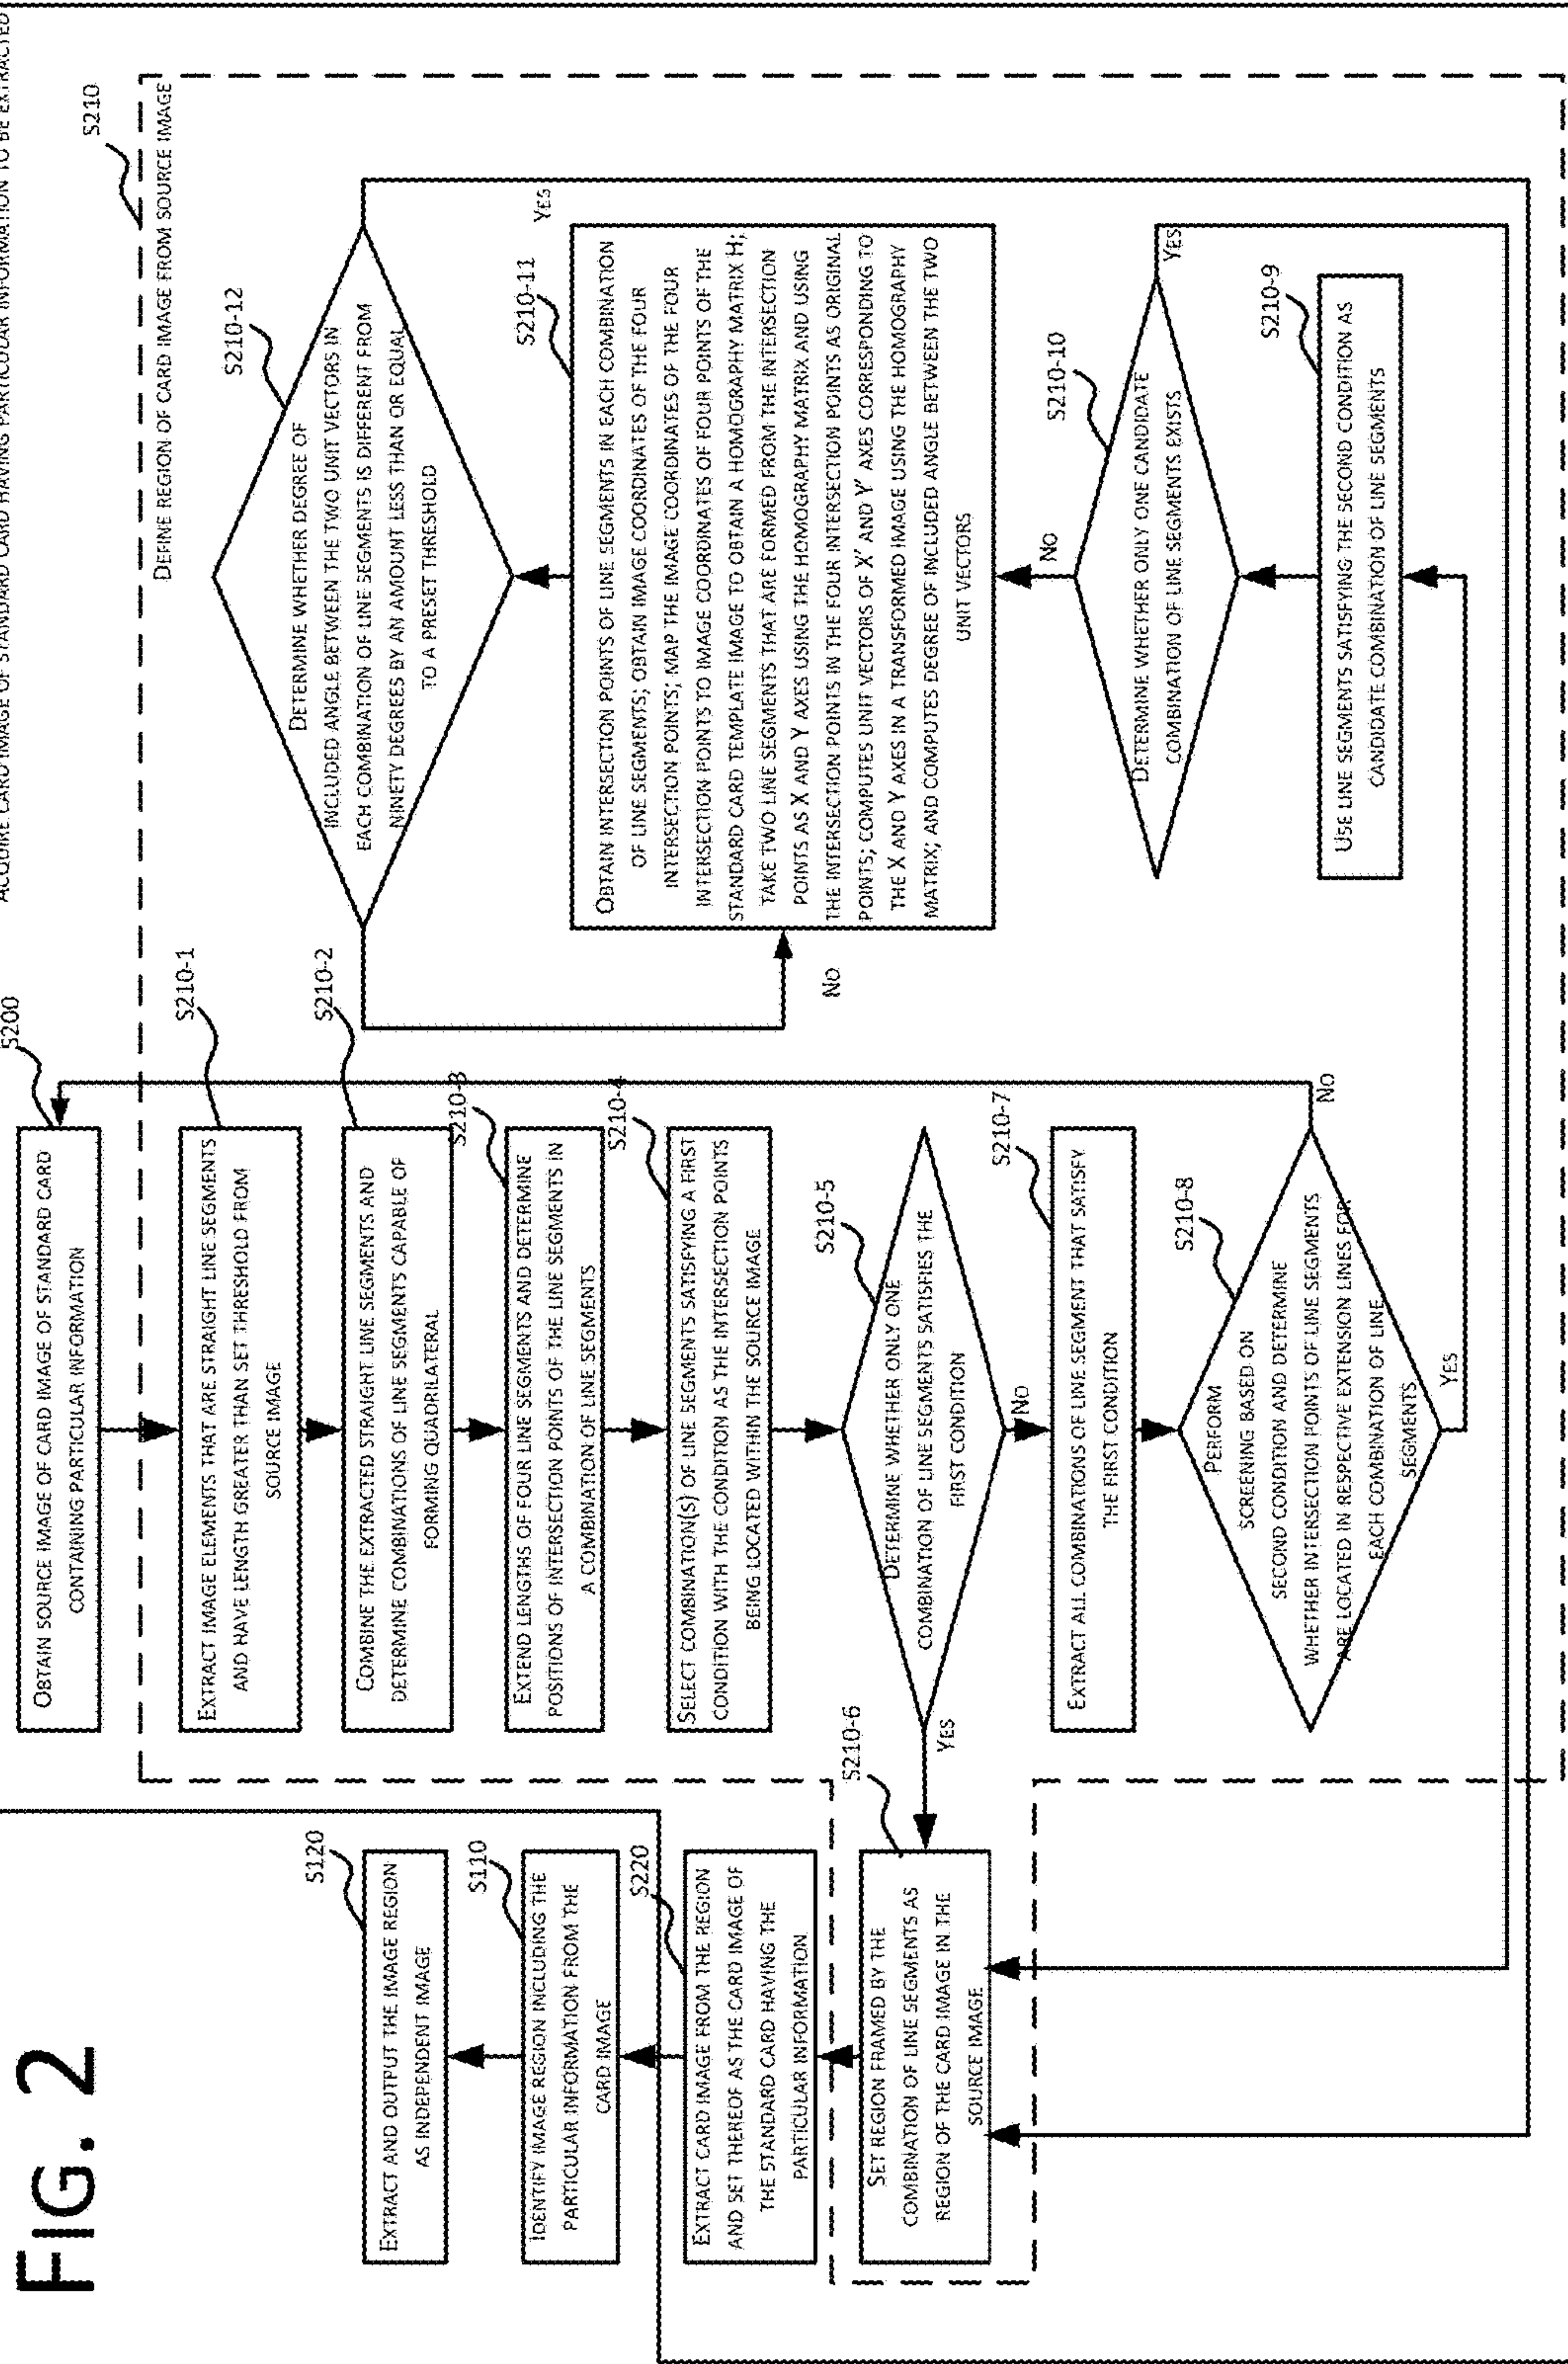 FIG. 2
ACQUIRE CARD IMAGE OF STANDARD CARD HAVING PARTICULAR INFORMATION TO BE EXTRACTED
S200
OBTAIN SOURCE IMAGE OF CARD IMAGE OF STANDARD CARD
CONTAINING PARTICULAR INFORMATION
S210
DEFINE REGION OF CARD IMAGE FROM SOURCE IMAGE
S210-1
EXTRACT IMAGE ELEMENTS THAT ARE STRAIGHT LINE SEGMENTS
AND HAVE LENGTH GREATER THAN SET THRESHOLD FROM
SOURCE IMAGE
S210-2
COMBINE THE EXTRACTED STRAIGHT LINE SEGMENTS AND
DETERMINE COMBINATIONS OF LINE SEGMENTS CAPABLE OF
FORMING QUADRILATERAL
S210-3
EXTEND LENGTHS OF FOUR LINE SEGMENTS AND DETERMINE
POSITIONS OF INTERSECTION POINTS OF THE LINE SEGMENTS IN
A COMBINATION OF LINE SEGMENTS
S210-4
SELECT COMBINATION(S) OF LINE SEGMENTS SATISFYING A FIRST
CONDITION WITH THE CONDITION AS THE INTERSECTION POINTS
BEING LOCATED WITHIN THE SOURCE IMAGE
S210-5
DETERMINE WHETHER ONLY ONE
COMBINATION OF LINE SEGMENTS SATISFIES THE
FIRST CONDITION
YES
NO
S210-6
SET REGION FRAMED BY THE
COMBINATION OF LINE SEGMENTS AS
REGION OF THE CARD IMAGE IN THE
SOURCE IMAGE
S210-7
EXTRACT ALL COMBINATIONS OF LINE SEGMENT THAT SATISFY
THE FIRST CONDITION
S210-8
PERFORM
SCREENING BASED ON
SECOND CONDITION AND DETERMINE
WHETHER INTERSECTION POINTS OF LINE SEGMENTS
ARE LOCATED IN RESPECTIVE EXTENSION LINES FOR
EACH COMBINATION OF LINE
SEGMENTS
NO
YES
S210-9
USE LINE SEGMENTS SATISFYING THE SECOND CONDITION AS
CANDIDATE COMBINATION OF LINE SEGMENTS
S210-10
DETERMINE WHETHER ONLY ONE CANDIDATE
COMBINATION OF LINE SEGMENTS EXISTS
YES
NO
S210-11
OBTAIN INTERSECTION POINTS OF LINE SEGMENTS IN EACH COMBINATION
OF LINE SEGMENTS; OBTAIN IMAGE COORDINATES OF THE FOUR
INTERSECTION POINTS; MAP THE IMAGE COORDINATES OF THE FOUR
INTERSECTION POINTS TO IMAGE COORDINATES OF FOUR POINTS OF THE
STANDARD CARD TEMPLATE IMAGE TO OBTAIN A HOMOGRAPHY MATRIX H;
TAKE TWO LINE SEGMENTS THAT ARE FORMED FROM THE INTERSECTION
POINTS AS X AND Y AXES USING THE HOMOGRAPHY MATRIX AND USING
THE INTERSECTION POINTS IN THE FOUR INTERSECTION POINTS AS ORIGINAL
POINTS; COMPUTES UNIT VECTORS OF X' AND Y' AXES CORRESPONDING TO
THE X AND Y AXES IN A TRANSFORMED IMAGE USING THE HOMOGRAPHY
MATRIX; AND COMPUTES DEGREE OF INCLUDED ANGLE BETWEEN THE TWO
UNIT VECTORS
S210-12
DETERMINE WHETHER DEGREE OF
INCLUDED ANGLE BETWEEN THE TWO UNIT VECTORS IN
EACH COMBINATION OF LINE SEGMENTS IS DIFFERENT FROM
NINETY DEGREES BY AN AMOUNT LESS THAN OR EQUAL
TO A PRESET THRESHOLD
NO
YES
S220
EXTRACT CARD IMAGE FROM THE REGION
AND SET THEREOF AS THE CARD IMAGE OF
THE STANDARD CARD HAVING THE
PARTICULAR INFORMATION
S110
IDENTIFY IMAGE REGION INCLUDING THE
PARTICULAR INFORMATION FROM THE
CARD IMAGE
S120
EXTRACT AND OUTPUT THE IMAGE REGION
AS INDEPENDENT IMAGE